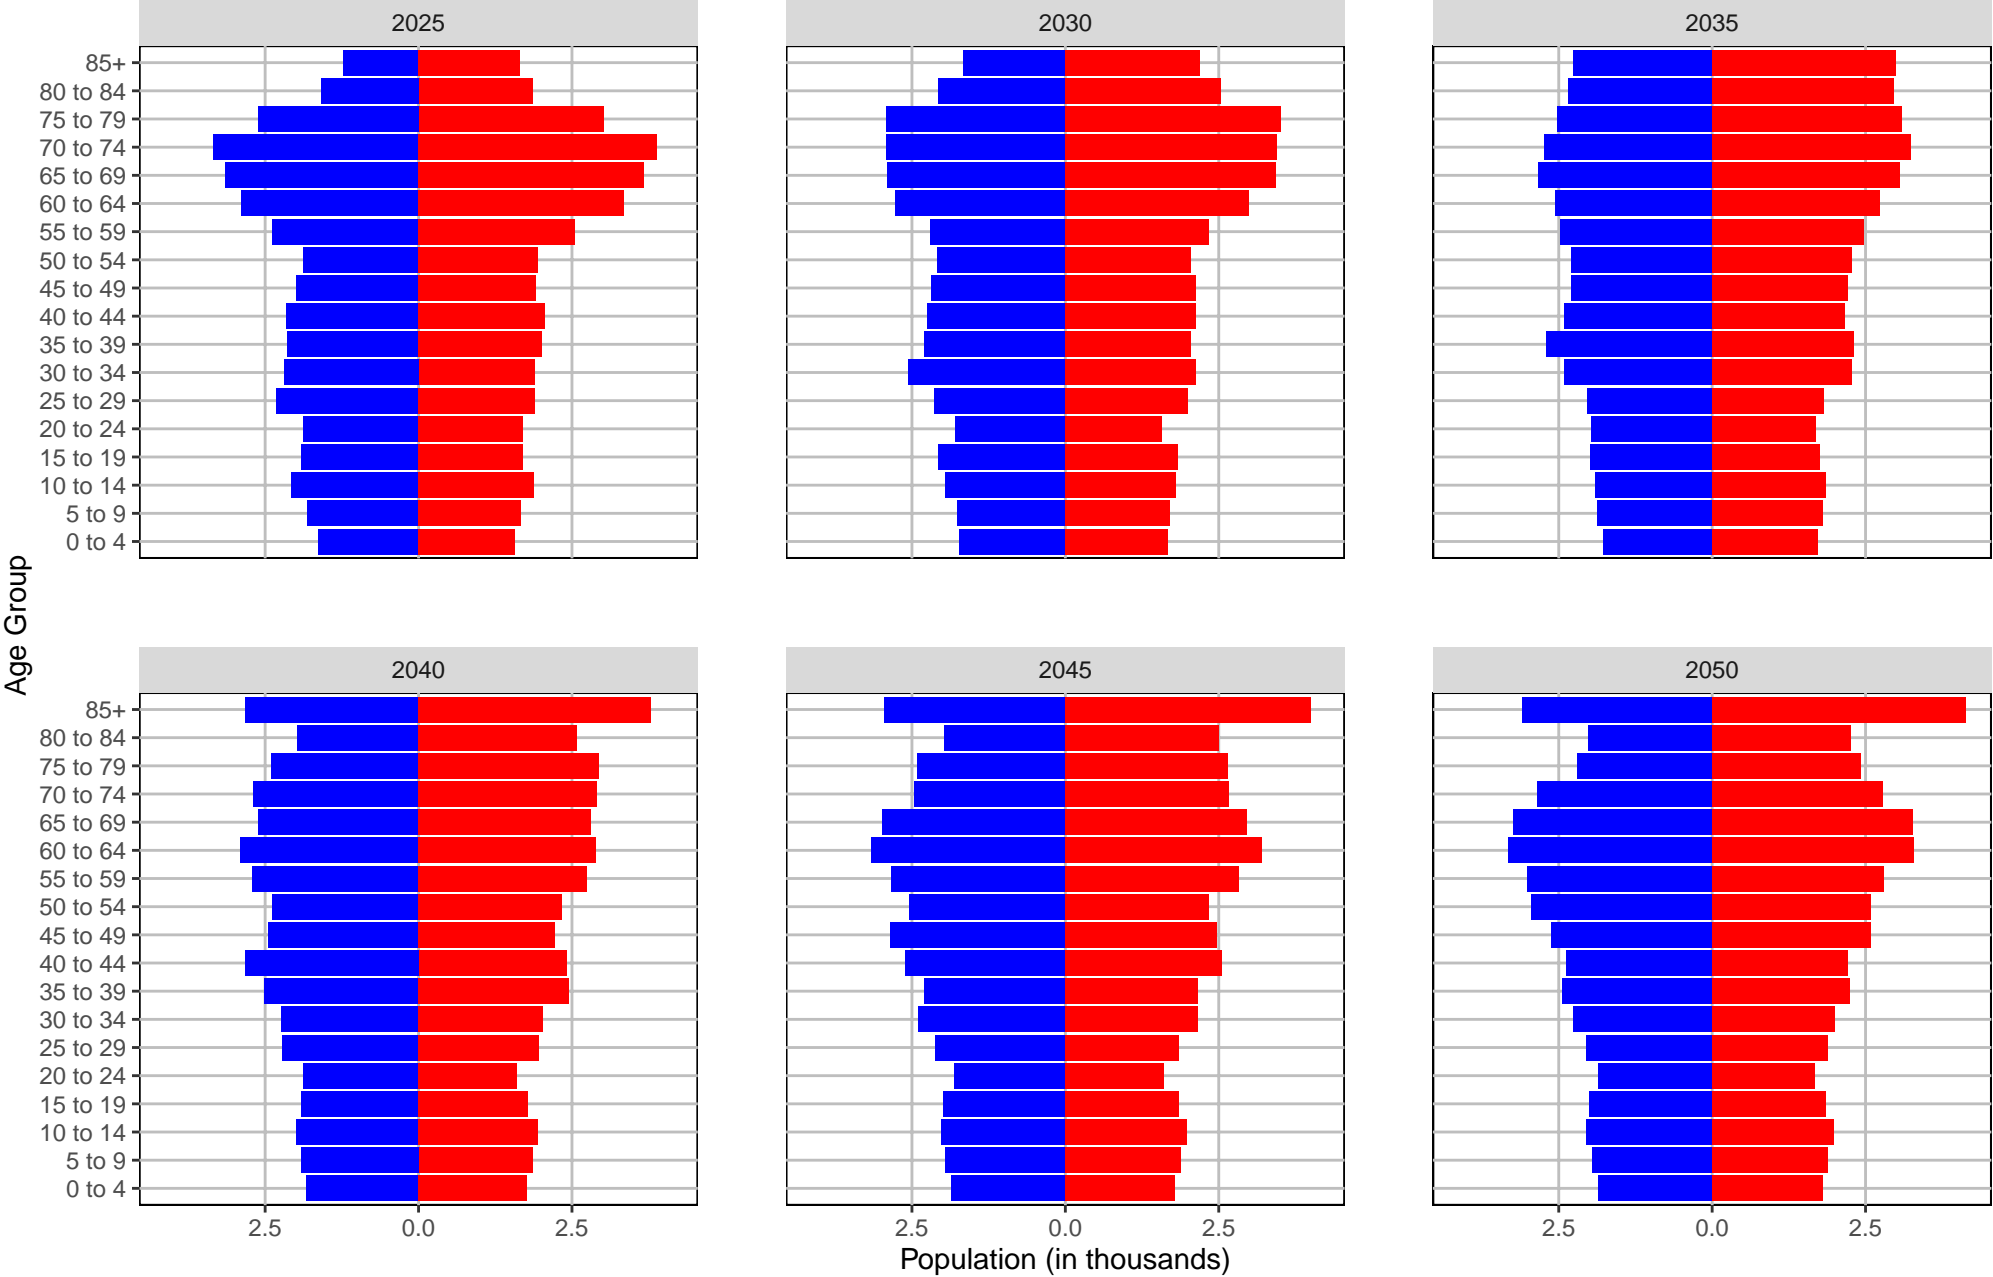 2025
2030
2035
85+
80 to 84
75 to 79
70 to 74
65 to 69
60 to 64
55 to 59
50 to 54
45 to 49
40 to 44
35 to 39
30 to 34
25 to 29
20 to 24
15 to 19
10 to 14
5 to 9
0 to 4
Age Group
2040
2045
2050
85+
80 to 84
75 to 79
70 to 74
65 to 69
60 to 64
55 to 59
50 to 54
45 to 49
40 to 44
35 to 39
30 to 34
25 to 29
20 to 24
15 to 19
10 to 14
5 to 9
0 to 4
2.5 0.0 2.5
2.5 0.0 2.5
2.5 0.0 2.5
Population (in thousands)